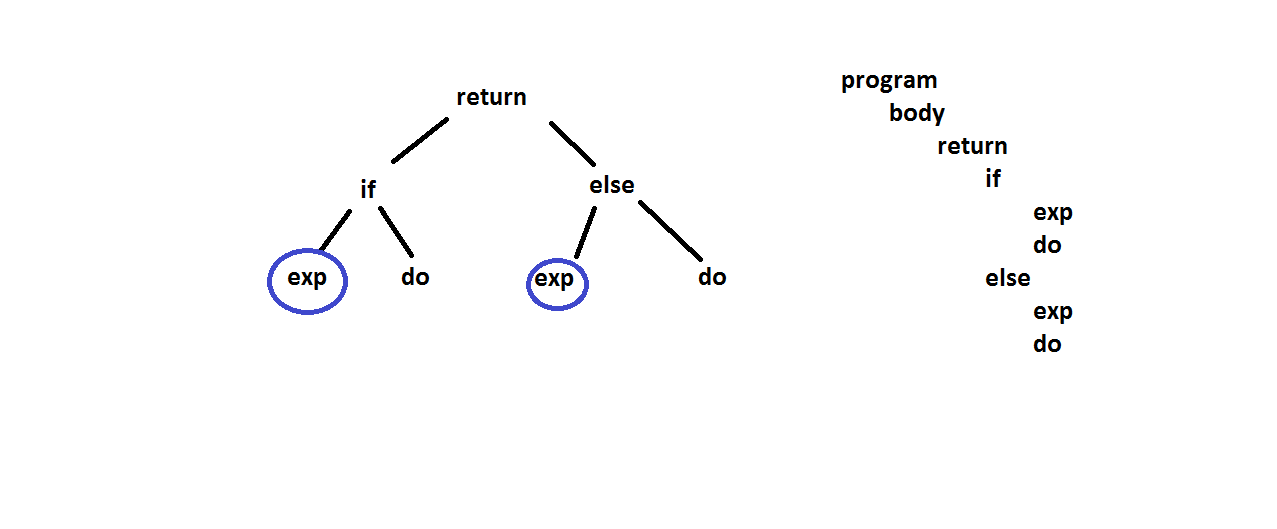 return
if else
exp do exp do
program
body
return
if
exp
do
else
exp
do